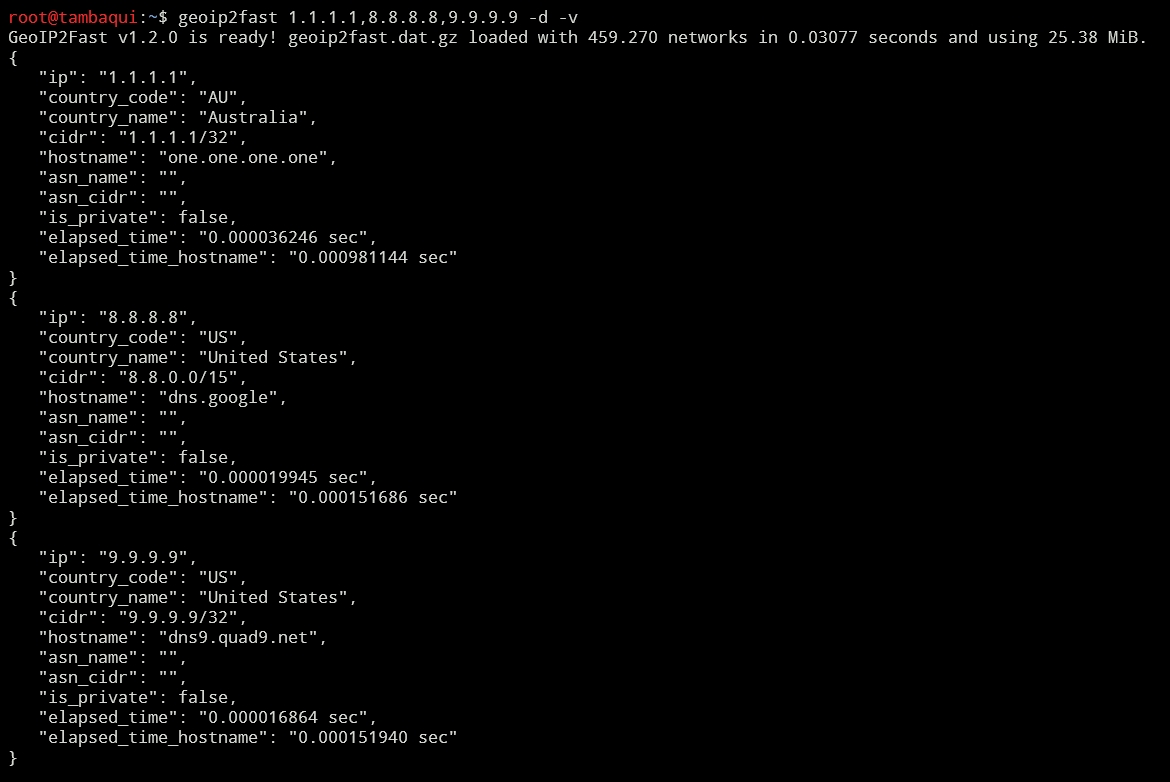 root@tambaqui:~$ geoip2fast 1.1.1.1,8.8.8.8,9.9.9.9 -d -v
GeoIP2Fast v1.2.0 is ready! geoip2fast.dat.gz loaded with 459.270 networks in 0.03077 seconds and using 25.38 MiB.
{
   "ip": "1.1.1.1",
   "country_code": "AU",
   "country_name": "Australia",
   "cidr": "1.1.1.1/32",
   "hostname": "one.one.one.one",
   "asn_name": "",
   "asn_cidr": "",
   "is_private": false,
   "elapsed_time": "0.000036246 sec",
   "elapsed_time_hostname": "0.000981144 sec"
}
{
   "ip": "8.8.8.8",
   "country_code": "US",
   "country_name": "United States",
   "cidr": "8.8.0.0/15",
   "hostname": "dns.google",
   "asn_name": "",
   "asn_cidr": "",
   "is_private": false,
   "elapsed_time": "0.000019945 sec",
   "elapsed_time_hostname": "0.000151686 sec"
}
{
   "ip": "9.9.9.9",
   "country_code": "US",
   "country_name": "United States",
   "cidr": "9.9.9.9/32",
   "hostname": "dns9.quad9.net",
   "asn_name": "",
   "asn_cidr": "",
   "is_private": false,
   "elapsed_time": "0.000016864 sec",
   "elapsed_time_hostname": "0.000151940 sec"
}